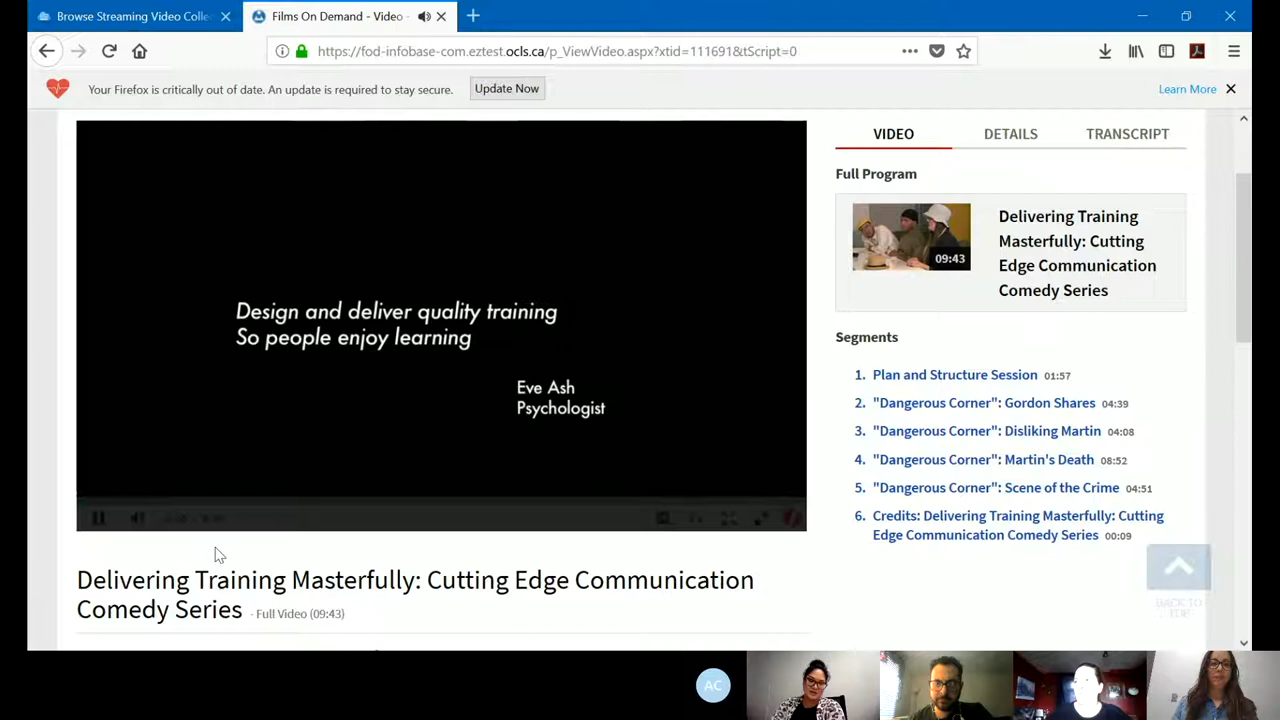 Browse Streaming Video Colle
Films On Demand - Video -
https://fod-infobase-com.eztest.ocls.ca/p_ViewVideo.aspx?xtid=111691&tScript=0
Your Firefox is critically out of date. An update is required to stay secure.
Update Now
Learn More
Design and deliver quality training
So people enjoy learning
Eve Ash
Psychologist
Delivering Training Masterfully: Cutting Edge Communication
Comedy Series - Full Video (09:43)
VIDEO DETAILS TRANSCRIPT
Full Program
09:43
Delivering Training
Masterfully: Cutting
Edge Communication
Comedy Series
Segments
1. Plan and Structure Session 01:57
2. "Dangerous Corner": Gordon Shares 04:39
3. "Dangerous Corner": Disliking Martin 04:08
4. "Dangerous Corner": Martin's Death 08:52
5. "Dangerous Corner": Scene of the Crime 04:51
6. Credits: Delivering Training Masterfully: Cutting
Edge Communication Comedy Series 00:09
BACK TO
TOP
AC